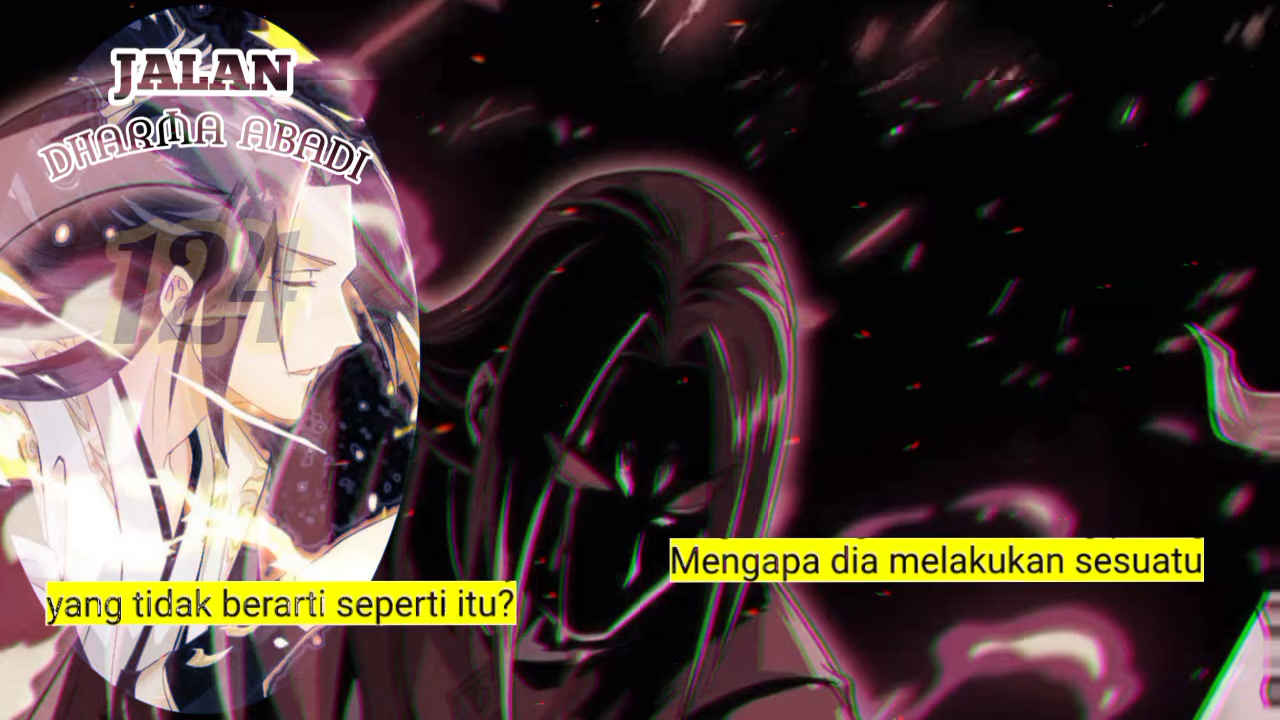 JALAN
DHARMA ABADI
124
Mengapa dia melakukan sesuatu
yang tidak berarti seperti itu?